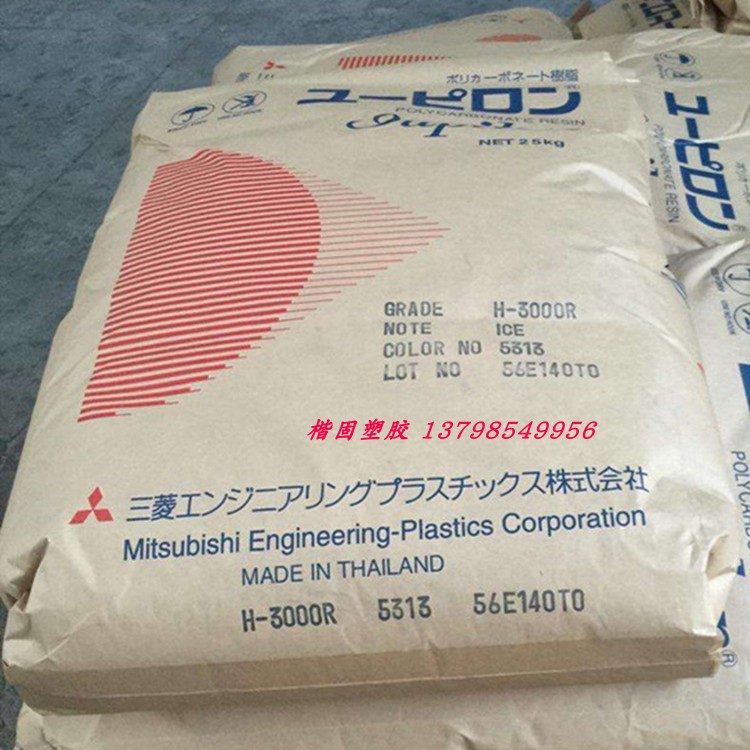 ポリカーボネート樹脂
ユーピロン®
POLYCARBONATE RESIN
Iupilon
NET 25kg
GRADE H-3000R
NOTE ICE
COLOR NO 5313
LOT NO 56E140T0
楷固塑胶 13798549956
三菱エンジニアリングプラスチックス株式会社
Mitsubishi Engineering-Plastics Corporation
MADE IN THAILAND
H-3000R 5313 56E140T0
ユーピロン®
POLYCARBONATE RESIN